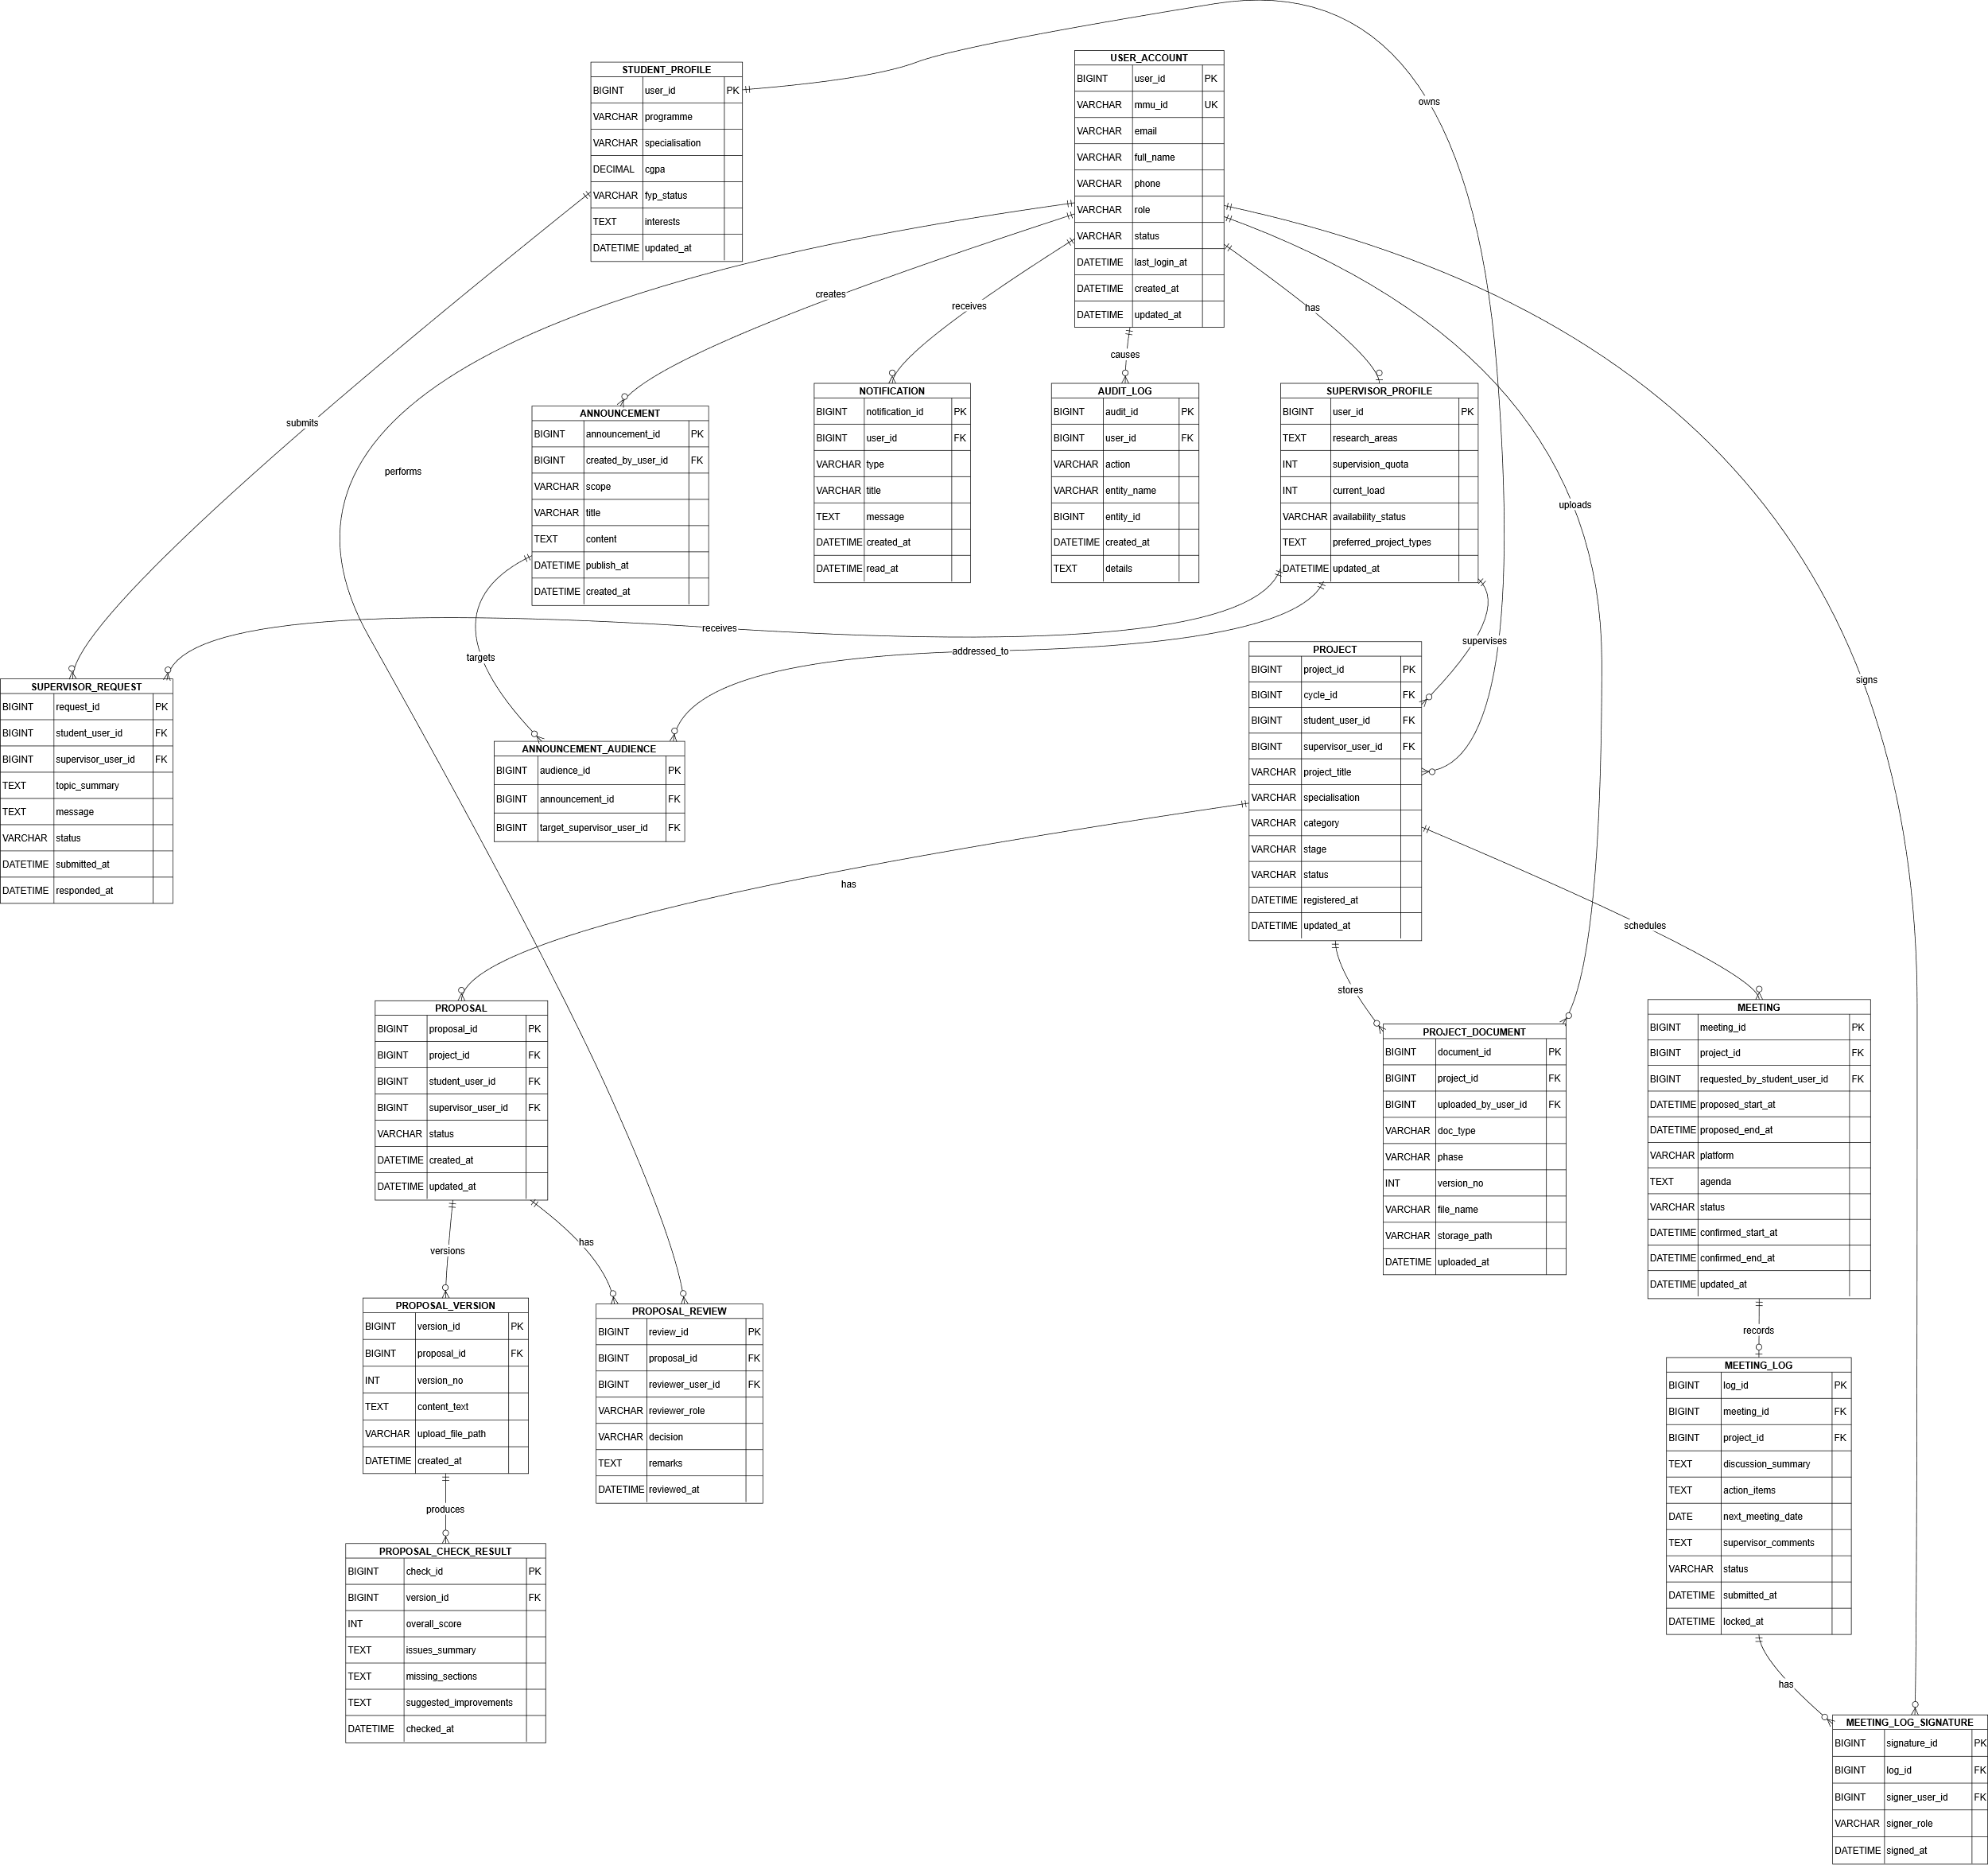 STUDENT_PROFILE
BIGINT user_id PK
VARCHAR programme
VARCHAR specialisation
DECIMAL cgpa
VARCHAR fyp_status
TEXT interests
DATETIME updated_at
USER_ACCOUNT
BIGINT user_id PK
VARCHAR mmu_id UK
VARCHAR email
VARCHAR full_name
VARCHAR phone
VARCHAR role
VARCHAR status
DATETIME last_login_at
DATETIME created_at
DATETIME updated_at
owns
creates
receives
has
causes
submits
performs
uploads
signs
ANNOUNCEMENT
BIGINT announcement_id PK
BIGINT created_by_user_id FK
VARCHAR scope
VARCHAR title
TEXT content
DATETIME publish_at
DATETIME created_at
NOTIFICATION
BIGINT notification_id PK
BIGINT user_id FK
VARCHAR type
VARCHAR title
TEXT message
DATETIME created_at
DATETIME read_at
AUDIT_LOG
BIGINT audit_id PK
BIGINT user_id FK
VARCHAR action
VARCHAR entity_name
BIGINT entity_id
DATETIME created_at
TEXT details
SUPERVISOR_PROFILE
BIGINT user_id PK
TEXT research_areas
INT supervision_quota
INT current_load
VARCHAR availability_status
TEXT preferred_project_types
DATETIME updated_at
receives
targets
addressed_to
supervises
SUPERVISOR_REQUEST
BIGINT request_id PK
BIGINT student_user_id FK
BIGINT supervisor_user_id FK
TEXT topic_summary
TEXT message
VARCHAR status
DATETIME submitted_at
DATETIME responded_at
ANNOUNCEMENT_AUDIENCE
BIGINT audience_id PK
BIGINT announcement_id FK
BIGINT target_supervisor_user_id FK
PROJECT
BIGINT project_id PK
BIGINT cycle_id FK
BIGINT student_user_id FK
BIGINT supervisor_user_id FK
VARCHAR project_title
VARCHAR specialisation
VARCHAR category
VARCHAR stage
VARCHAR status
DATETIME registered_at
DATETIME updated_at
has
schedules
stores
PROPOSAL
BIGINT proposal_id PK
BIGINT project_id FK
BIGINT student_user_id FK
BIGINT supervisor_user_id FK
VARCHAR status
DATETIME created_at
DATETIME updated_at
PROJECT_DOCUMENT
BIGINT document_id PK
BIGINT project_id FK
BIGINT uploaded_by_user_id FK
VARCHAR doc_type
VARCHAR phase
INT version_no
VARCHAR file_name
VARCHAR storage_path
DATETIME uploaded_at
MEETING
BIGINT meeting_id PK
BIGINT project_id FK
BIGINT requested_by_student_user_id FK
DATETIME proposed_start_at
DATETIME proposed_end_at
VARCHAR platform
TEXT agenda
VARCHAR status
DATETIME confirmed_start_at
DATETIME confirmed_end_at
DATETIME updated_at
versions
has
records
PROPOSAL_VERSION
BIGINT version_id PK
BIGINT proposal_id FK
INT version_no
TEXT content_text
VARCHAR upload_file_path
DATETIME created_at
PROPOSAL_REVIEW
BIGINT review_id PK
BIGINT proposal_id FK
BIGINT reviewer_user_id FK
VARCHAR reviewer_role
VARCHAR decision
TEXT remarks
DATETIME reviewed_at
MEETING_LOG
BIGINT log_id PK
BIGINT meeting_id FK
BIGINT project_id FK
TEXT discussion_summary
TEXT action_items
DATE next_meeting_date
TEXT supervisor_comments
VARCHAR status
DATETIME submitted_at
DATETIME locked_at
produces
has
PROPOSAL_CHECK_RESULT
BIGINT check_id PK
BIGINT version_id FK
INT overall_score
TEXT issues_summary
TEXT missing_sections
TEXT suggested_improvements
DATETIME checked_at
MEETING_LOG_SIGNATURE
BIGINT signature_id PK
BIGINT log_id FK
BIGINT signer_user_id FK
VARCHAR signer_role
DATETIME signed_at